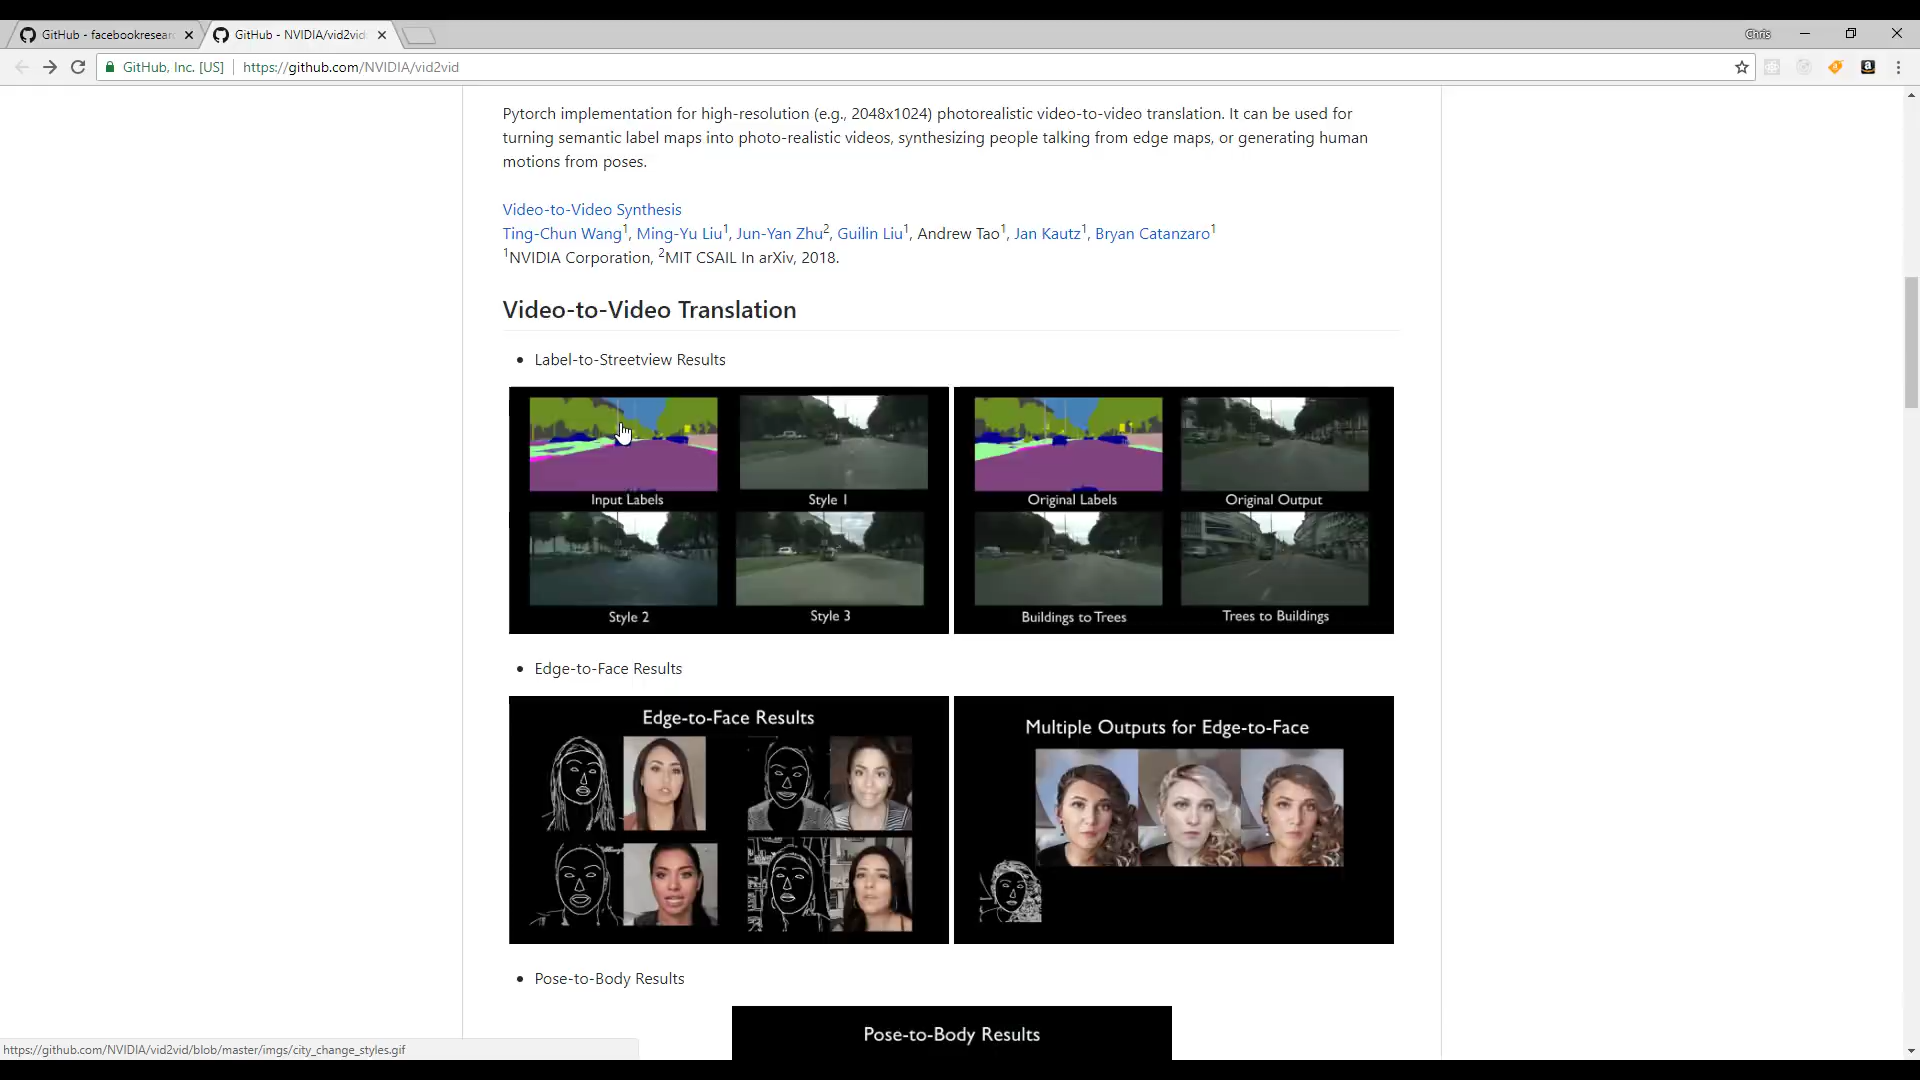 GitHub - facebookresearc
GitHub - NVIDIA/vid2vid
Chris
GitHub, Inc. [US]
https://github.com/NVIDIA/vid2vid
Pytorch implementation for high-resolution (e.g., 2048x1024) photorealistic video-to-video translation. It can be used for
turning semantic label maps into photo-realistic videos, synthesizing people talking from edge maps, or generating human
motions from poses.
Video-to-Video Synthesis
Ting-Chun Wang1, Ming-Yu Liu1, Jun-Yan Zhu2, Guilin Liu1, Andrew Tao1, Jan Kautz1, Bryan Catanzaro1
1NVIDIA Corporation, 2MIT CSAIL In arXiv, 2018.
Video-to-Video Translation
• Label-to-Streetview Results
Input Labels
Style 1
Original Labels
Original Output
Style 2
Style 3
Buildings to Trees
Trees to Buildings
• Edge-to-Face Results
Edge-to-Face Results
Multiple Outputs for Edge-to-Face
• Pose-to-Body Results
Pose-to-Body Results
https://github.com/NVIDIA/vid2vid/blob/master/imgs/city_change_styles.gif